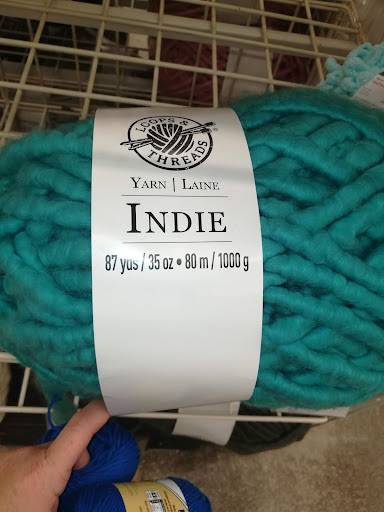 LOOPS &
THREADS
YARN | LAINE
INDIE
87 yds / 35 oz • 80 m / 1000 g